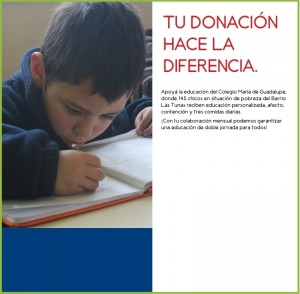 TU DONACIÓN
HACE LA
DIFERENCIA.
Apoyá la educación del Colegio María de Guadalupe,
donde 145 chicos en situación de pobreza del Barrio
Las Tunas reciben educación personalizada, afecto,
contención y tres comidas diarias.
¡Con tu colaboración mensual podemos garantizar
una educación de doble jornada para todos!